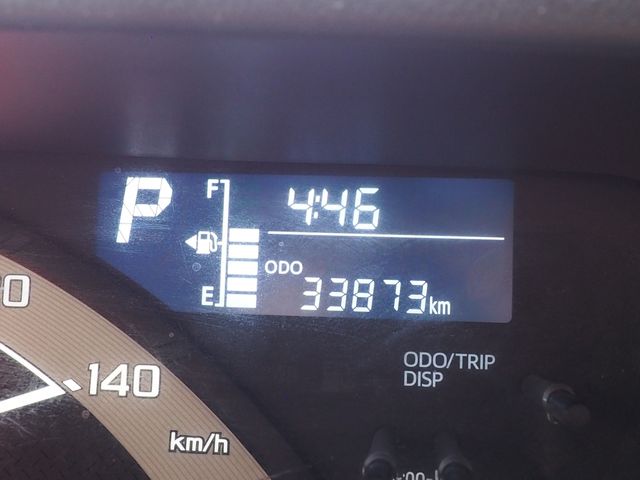 P
F
4:46
ODO
E
33873km
ODO/TRIP
DISP
140
km/h